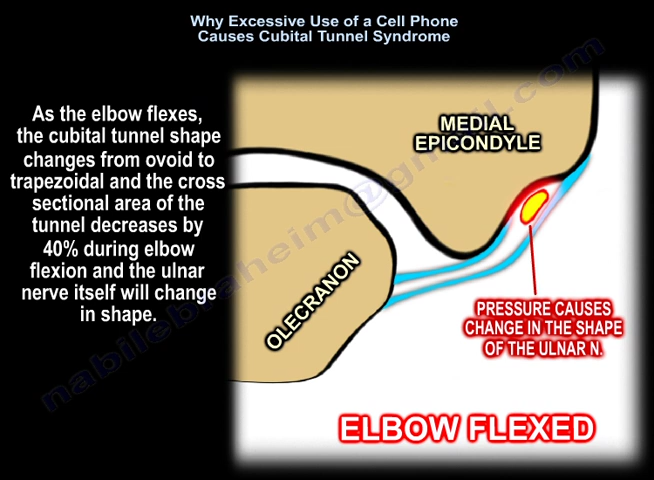 Why Excessive Use of a Cell Phone
Causes Cubital Tunnel Syndrome
As the elbow flexes,
the cubital tunnel shape
changes from ovoid to
trapezoidal and the cross
sectional area of the
tunnel decreases by
40% during elbow
flexion and the ulnar
nerve itself will change
in shape.
MEDIAL
EPICONDYLE
OLECRANON
PRESSURE CAUSES
CHANGE IN THE SHAPE
OF THE ULNAR N.
ELBOW FLEXED
nabilebraheim@gmail.com